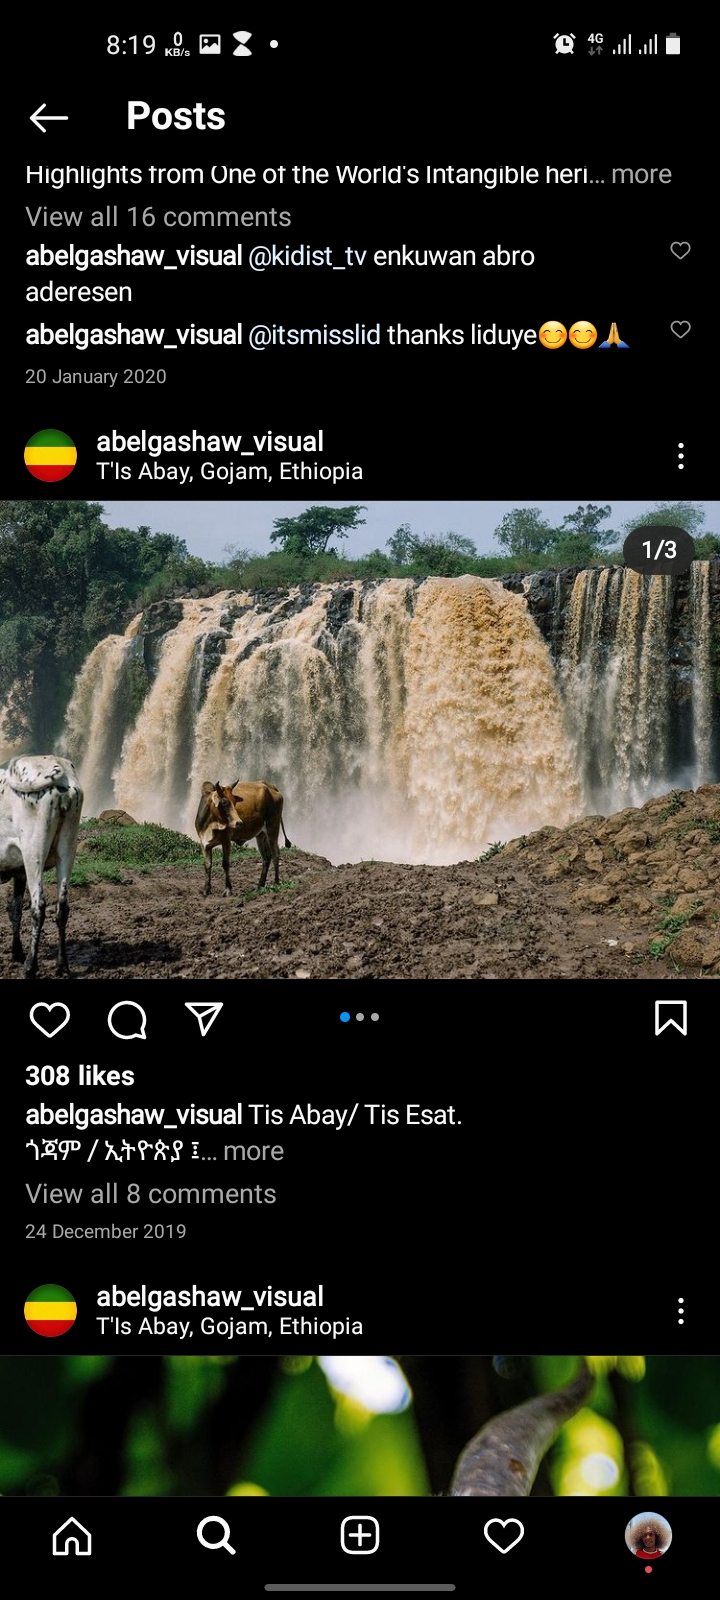 8:19 0 KB/s 4G
Posts
Highlights from One of the World's Intangible heri... more
View all 16 comments
abelgashaw_visual @kidist_tv enkuwan abro
aderesen
abelgashaw_visual @itsmisslid thanks liduye😊😊🙏
20 January 2020
abelgashaw_visual
T'Is Abay, Gojam, Ethiopia
1/3
308 likes
abelgashaw_visual Tis Abay/ Tis Esat.
ጎጃም / ኢትዮጵያ ፤... more
View all 8 comments
24 December 2019
abelgashaw_visual
T'Is Abay, Gojam, Ethiopia